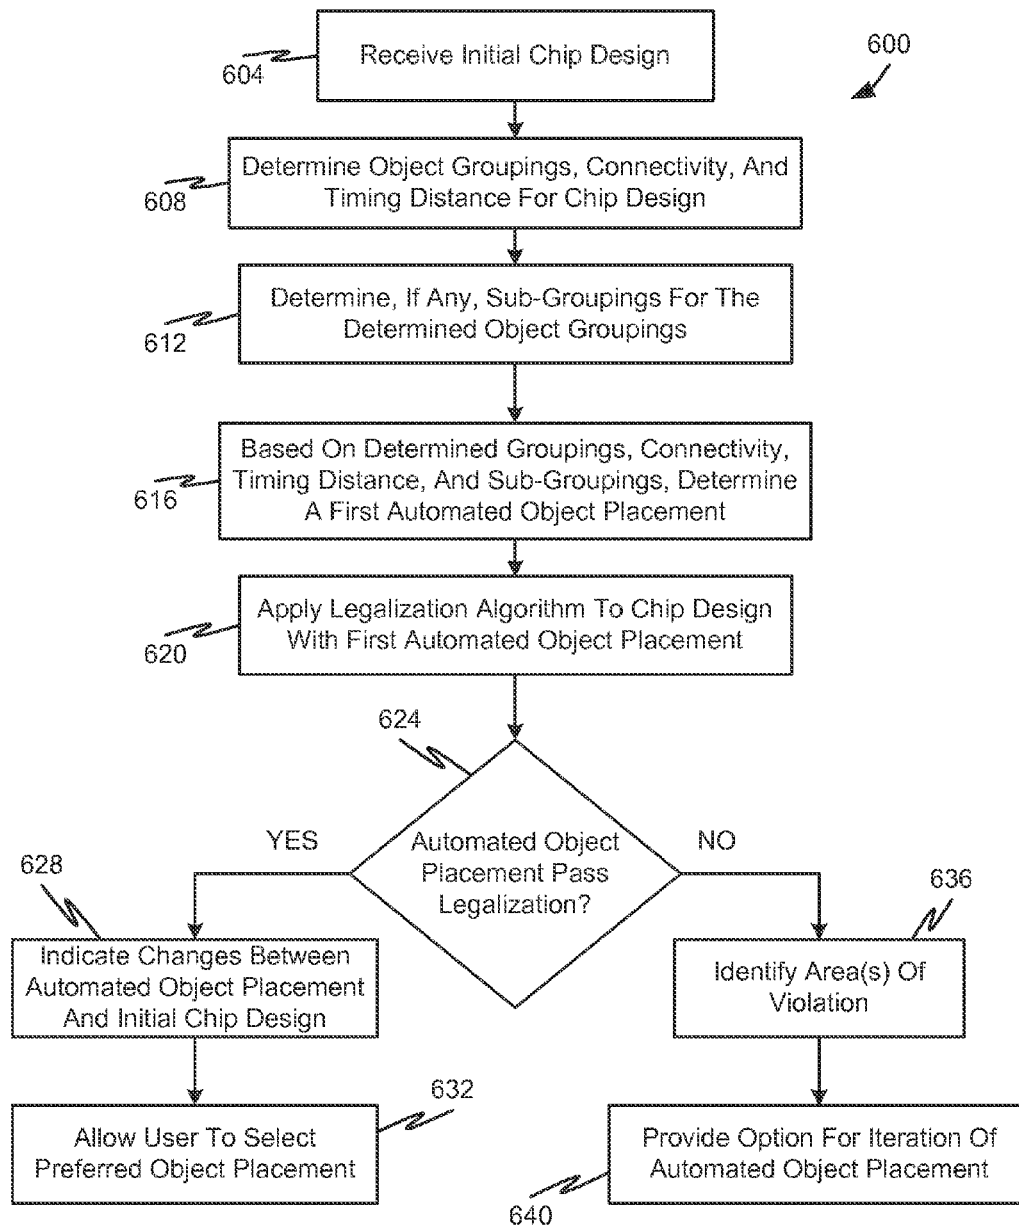 Receive Initial Chip Design
600
604
Determine Object Groupings, Connectivity, And
Timing Distance For Chip Design
608
Determine, If Any, Sub-Groupings For The
Determined Object Groupings
612
Based On Determined Groupings, Connectivity,
Timing Distance, And Sub-Groupings, Determine
A First Automated Object Placement
616
Apply Legalization Algorithm To Chip Design
With First Automated Object Placement
620
624
YES
NO
Automated Object
Placement Pass
Legalization?
628
636
Indicate Changes Between
Automated Object Placement
And Initial Chip Design
Identify Area(s) Of
Violation
632
Allow User To Select
Preferred Object Placement
Provide Option For Iteration Of
Automated Object Placement
640